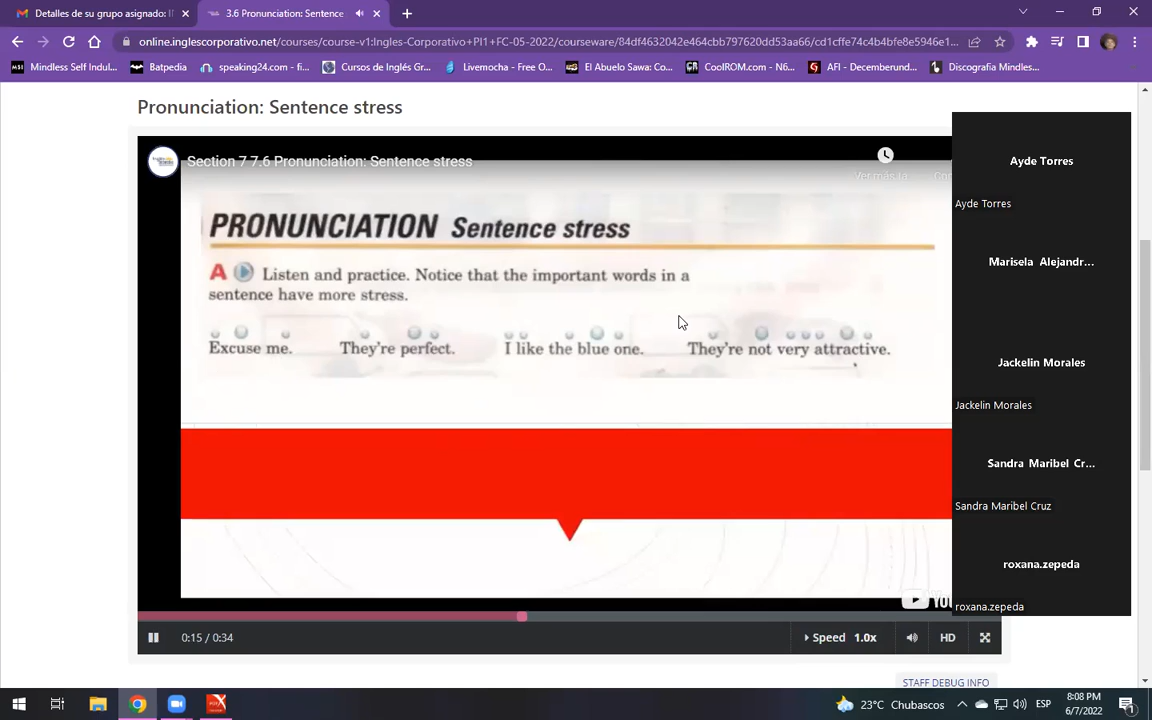 Detalles de su grupo asignado: I
3.6 Pronunciation: Sentence
online.inglescorporativo.net/courses/course-v1:Ingles-Corporativo+PI1+FC-05-2022/courseware/84df4632042e464cbb797620dd53aa66/cd1cffe74c4b4bfe8e5946e1...
Mindless Self Indul...
Batpedia
speaking24.com - fi...
Cursos de Inglés Gr...
Livemocha - Free O...
El Abuelo Sawa: Co...
CoolROM.com - N6...
AFI - Decemberund...
Discografia Mindles...
Pronunciation: Sentence stress
Section 7 7.6 Pronunciation: Sentence stress
PRONUNCIATION Sentence stress
A Listen and practice. Notice that the important words in a
sentence have more stress.
Excuse me. They're perfect. I like the blue one. They're not very attractive.
0:15 / 0:34
Speed 1.0x
HD
STAFF DEBUG INFO
Ayde Torres
Ayde Torres
Marisela Alejandr...
Jackelin Morales
Jackelin Morales
Sandra Maribel Cr...
Sandra Maribel Cruz
roxana.zepeda
roxana.zepeda
23°C Chubascos
ESP
8:08 PM
6/7/2022